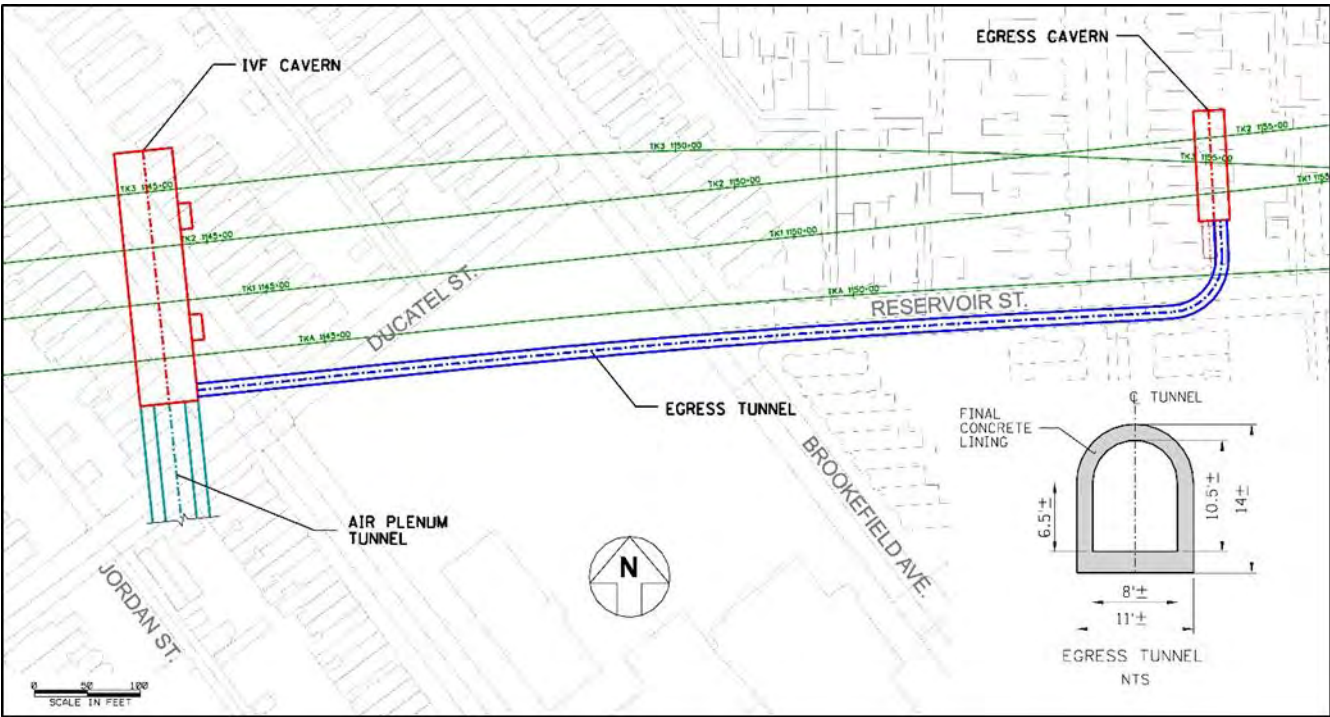 IVF CAVERN
EGRESS CAVERN
TK3 1145+00
TK3 1150+00
TK2 1155+00
TK3 1155+00
TK2 1145+00
TK2 1150+00
TK1 1155
TK1 1145+00
TK1 1150+00
TKA 1145+00
TKA 1150+00
DUCATEL ST.
RESERVOIR ST.
EGRESS TUNNEL
BROOKEFIELD AVE.
AIR PLENUM
TUNNEL
JORDAN ST.
N
0 50 100
SCALE IN FEET
℄ TUNNEL
FINAL
CONCRETE
LINING
6.5'±
10.5'±
14±
8'±
11'±
EGRESS TUNNEL
NTS